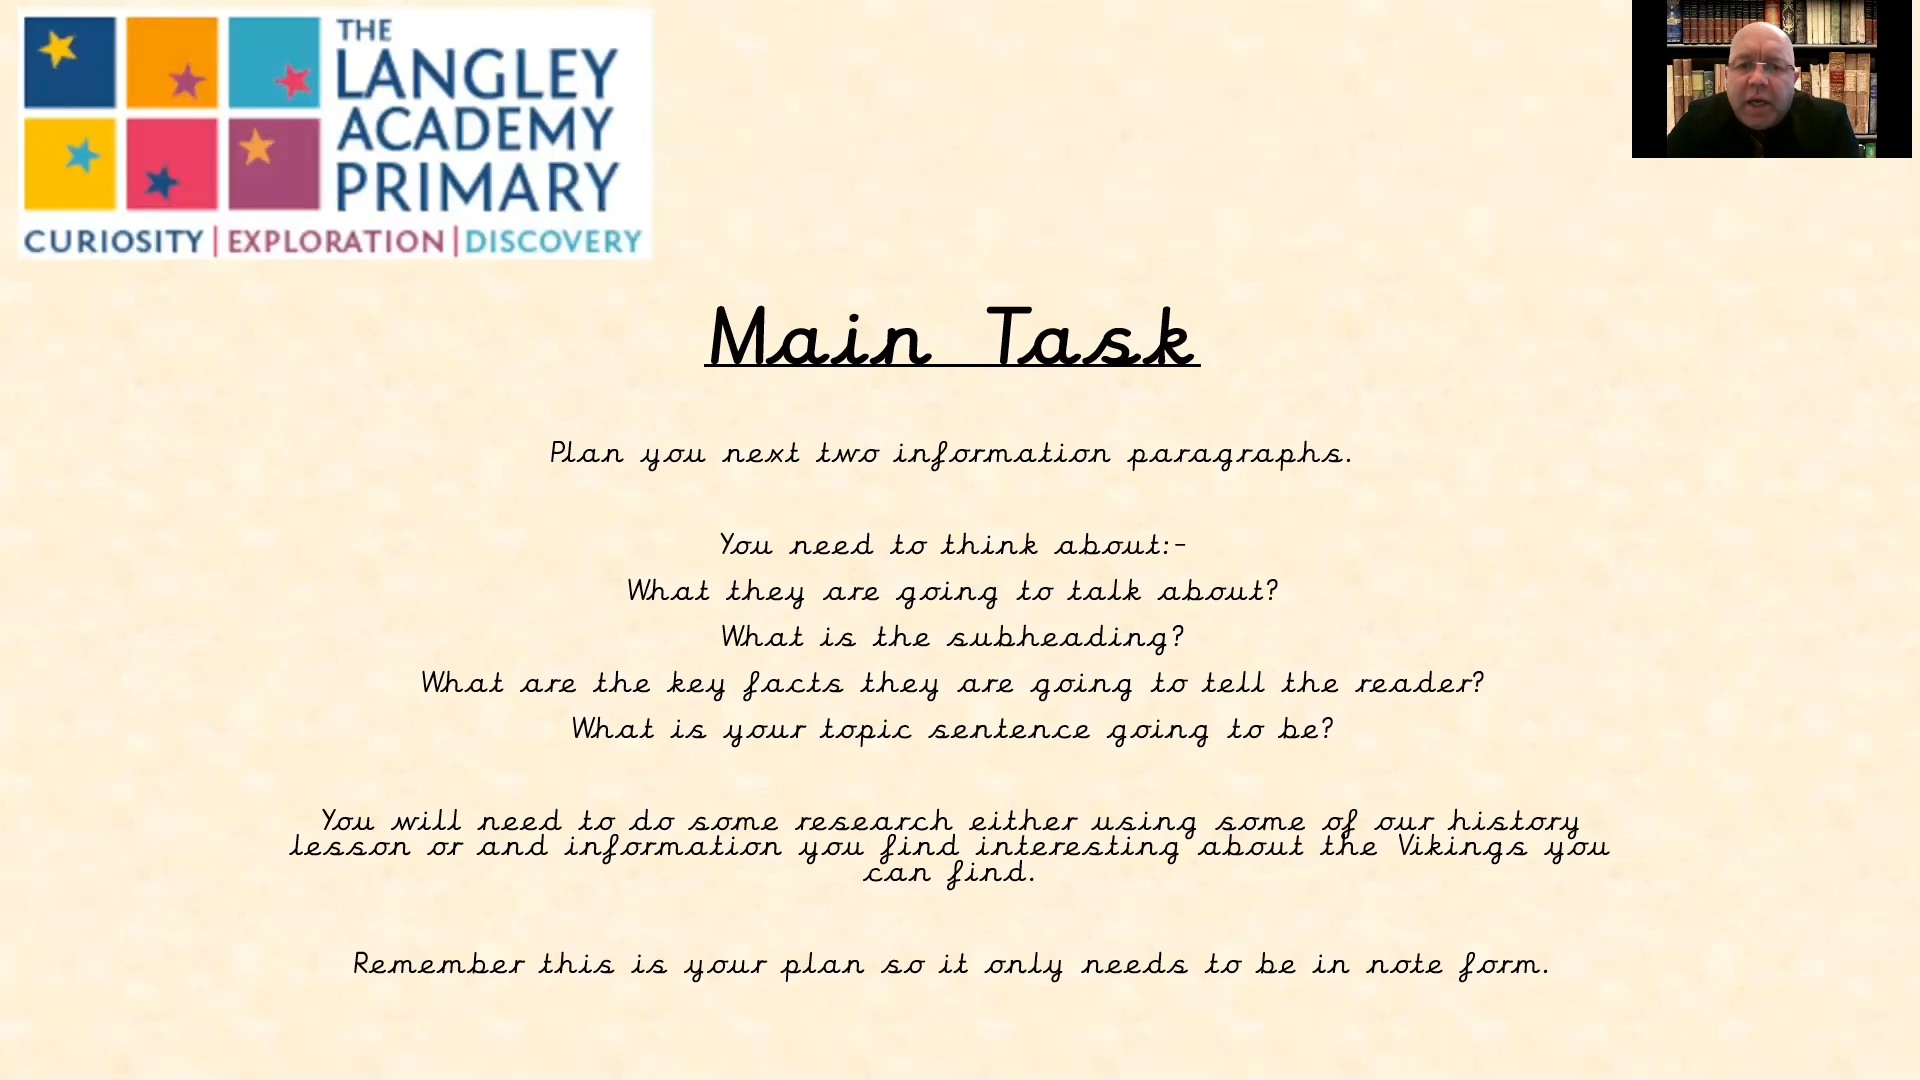 THE
LANGLEY
ACADEMY
PRIMARY
CURIOSITY | EXPLORATION | DISCOVERY
Main Task
Plan you next two information paragraphs.
You need to think about:-
What they are going to talk about?
What is the subheading?
What are the key facts they are going to tell the reader?
What is your topic sentence going to be?
You will need to do some research either using some of our history
lesson or and information you find interesting about the Vikings you
can find.
Remember this is your plan so it only needs to be in note form.